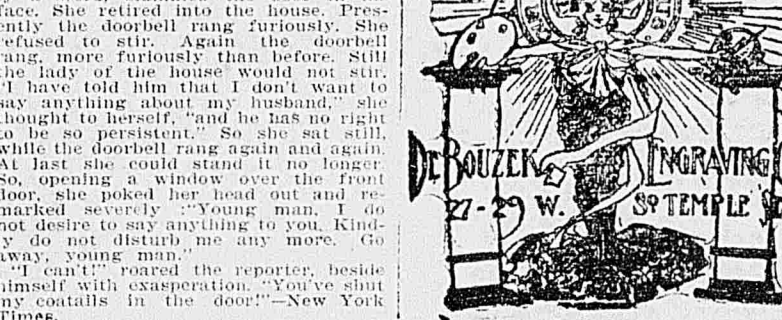 face. She retired into the house. Pres-
ently the doorbell rang furiously. She
refused to stir. Again the doorbell
rang, more furiously than before. Still
the lady of the house would not stir.
"I have told him that I don't want to
say anything about my husband," she
thought to herself, "and he has no right
to be so persistent." So she sat still,
while the doorbell rang again and again.
At last she could stand it no longer.
So, opening a window over the front
door, she poked her head out and re-
marked severely :"Young man, I do
not desire to say anything to you. Kind-
ly do not disturb me any more. Go
away, young man."
"I can't!" roared the reporter, beside
himself with exasperation. "You've shut
my coatails in the door!"—New York
Times.
DE BOUZEK ENGRAVING
27-29 W. So TEMPLE